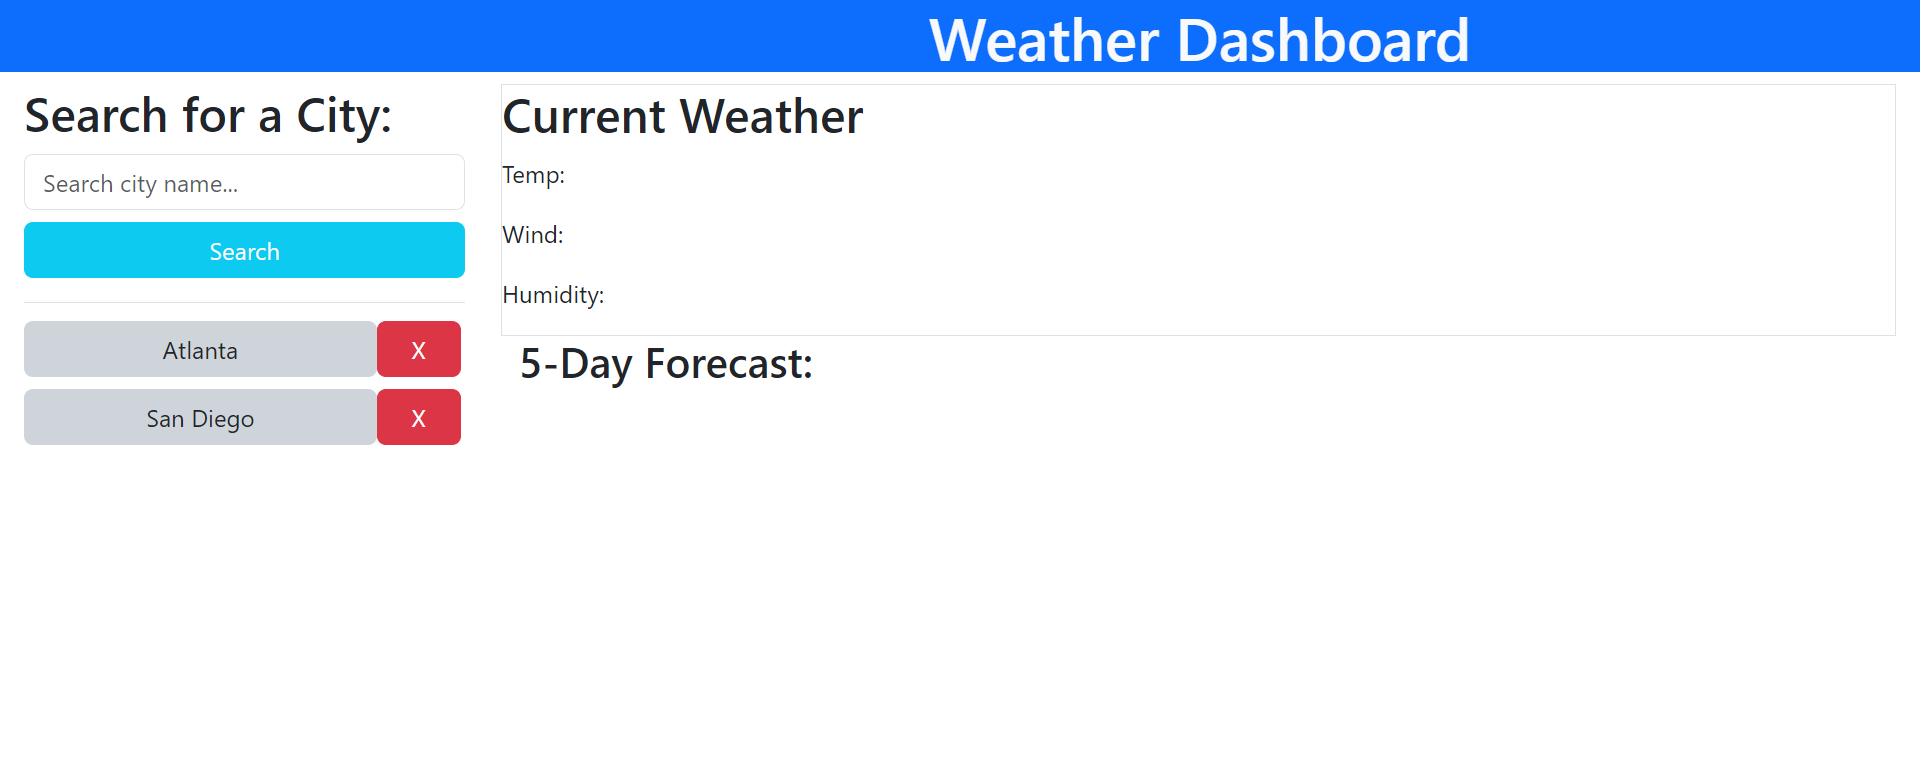 Weather Dashboard
Search for a City:
Search city name...
Search
Atlanta X
San Diego X
Current Weather
Temp:
Wind:
Humidity:
5-Day Forecast: